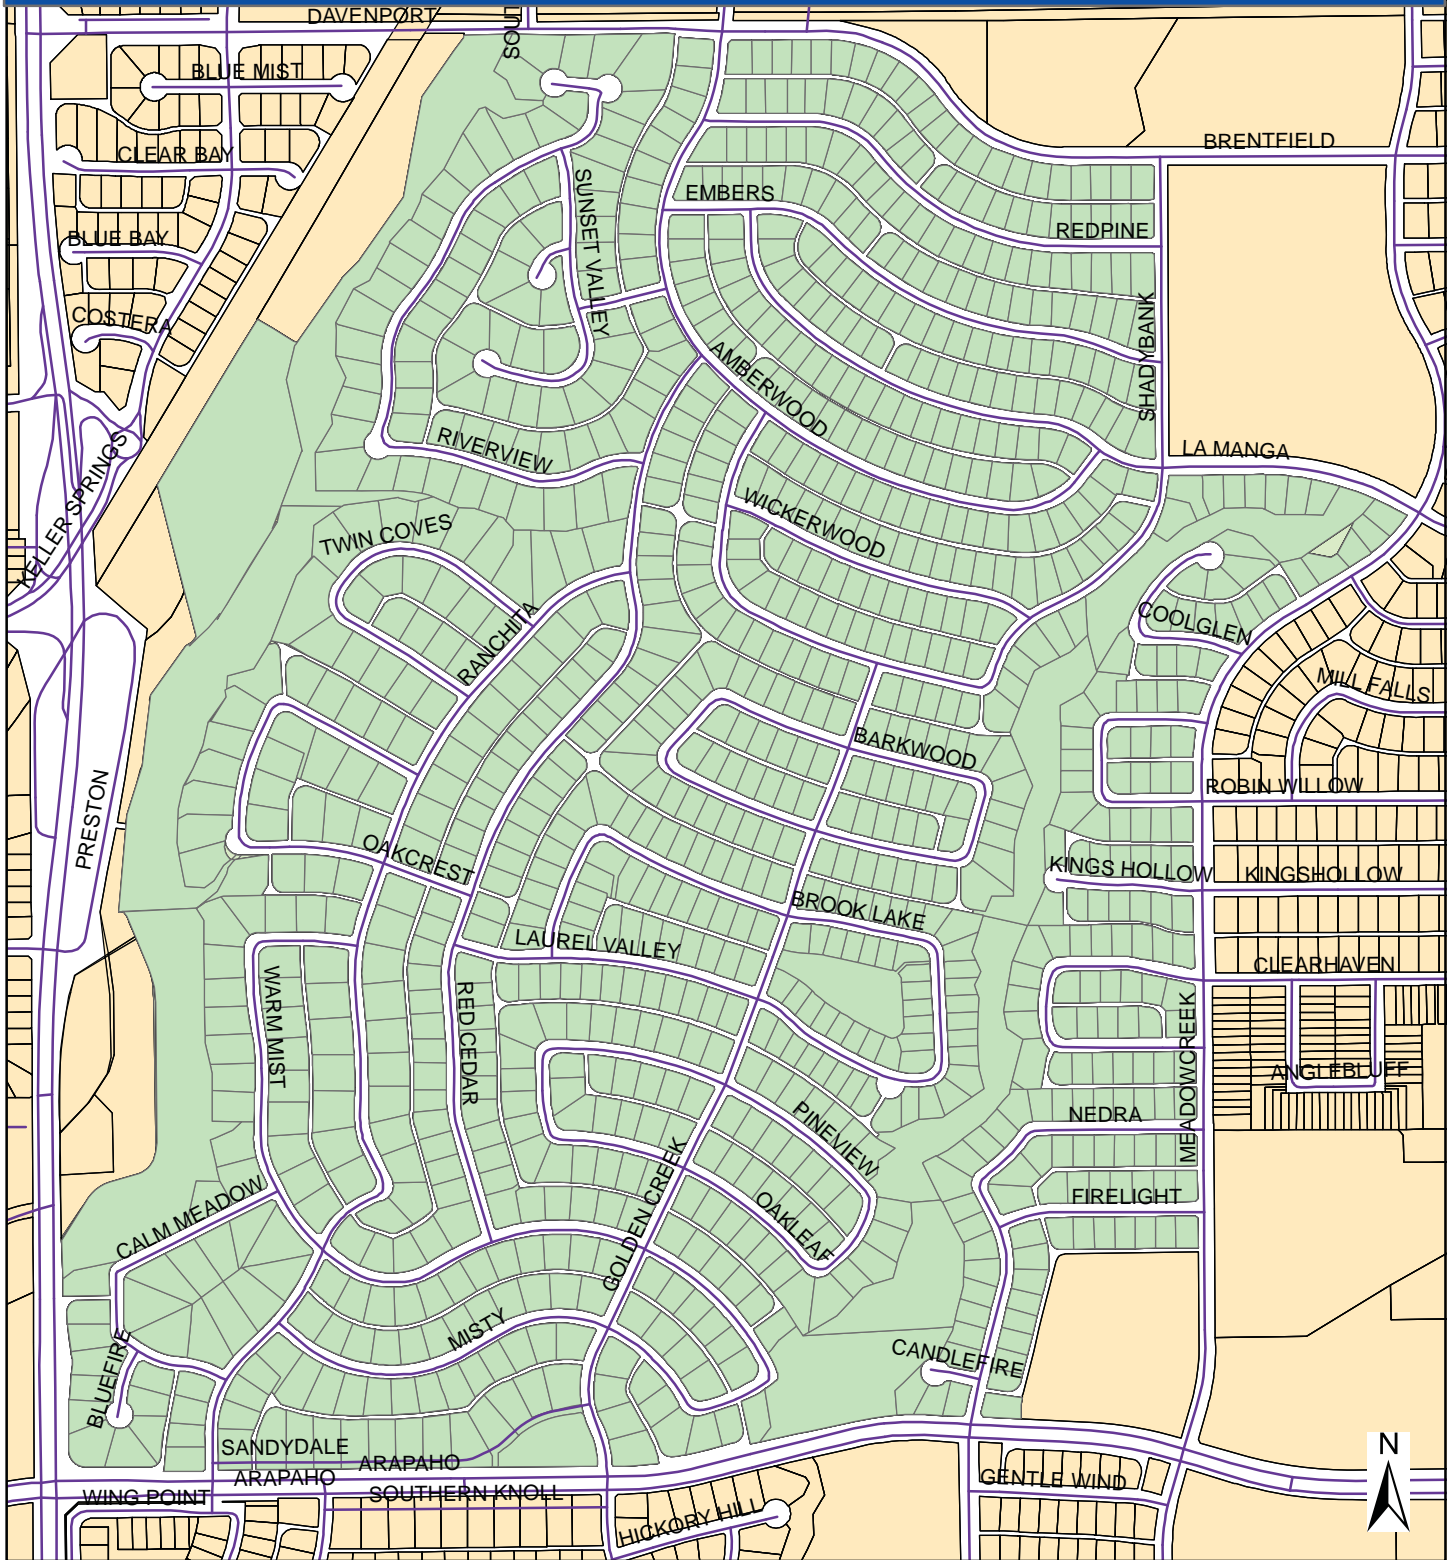 DAVENPORT
SOUT
BLUE MIST
BRENTFIELD
CLEAR BAY
SUNSET VALLEY
EMBERS
REDPINE
BLUE BAY
COSTERA
SHADYBANK
AMBERWOOD
RIVERVIEW
LA MANGA
KELLER SPRINGS
WICKERWOOD
TWIN COVES
COOLGLEN
RANCHITA
MILL FALLS
BARKWOOD
ROBIN WILLOW
PRESTON
OAKCREST
KINGS HOLLOW
KINGSHOLLOW
BROOK LAKE
LAUREL VALLEY
CLEARHAVEN
WARM MIST
RED CEDAR
MEADOWCREEK
ANGLEBLUFF
NEDRA
PINEVIEW
GOLDEN CREEK
FIRELIGHT
CALM MEADOW
OAKLEAF
MISTY
CANDLEFIRE
BLUEFIRE
SANDYDALE
ARAPAHO
ARAPAHO
N
GENTLE WIND
WING POINT
SOUTHERN KNOLL
HICKORY HILL